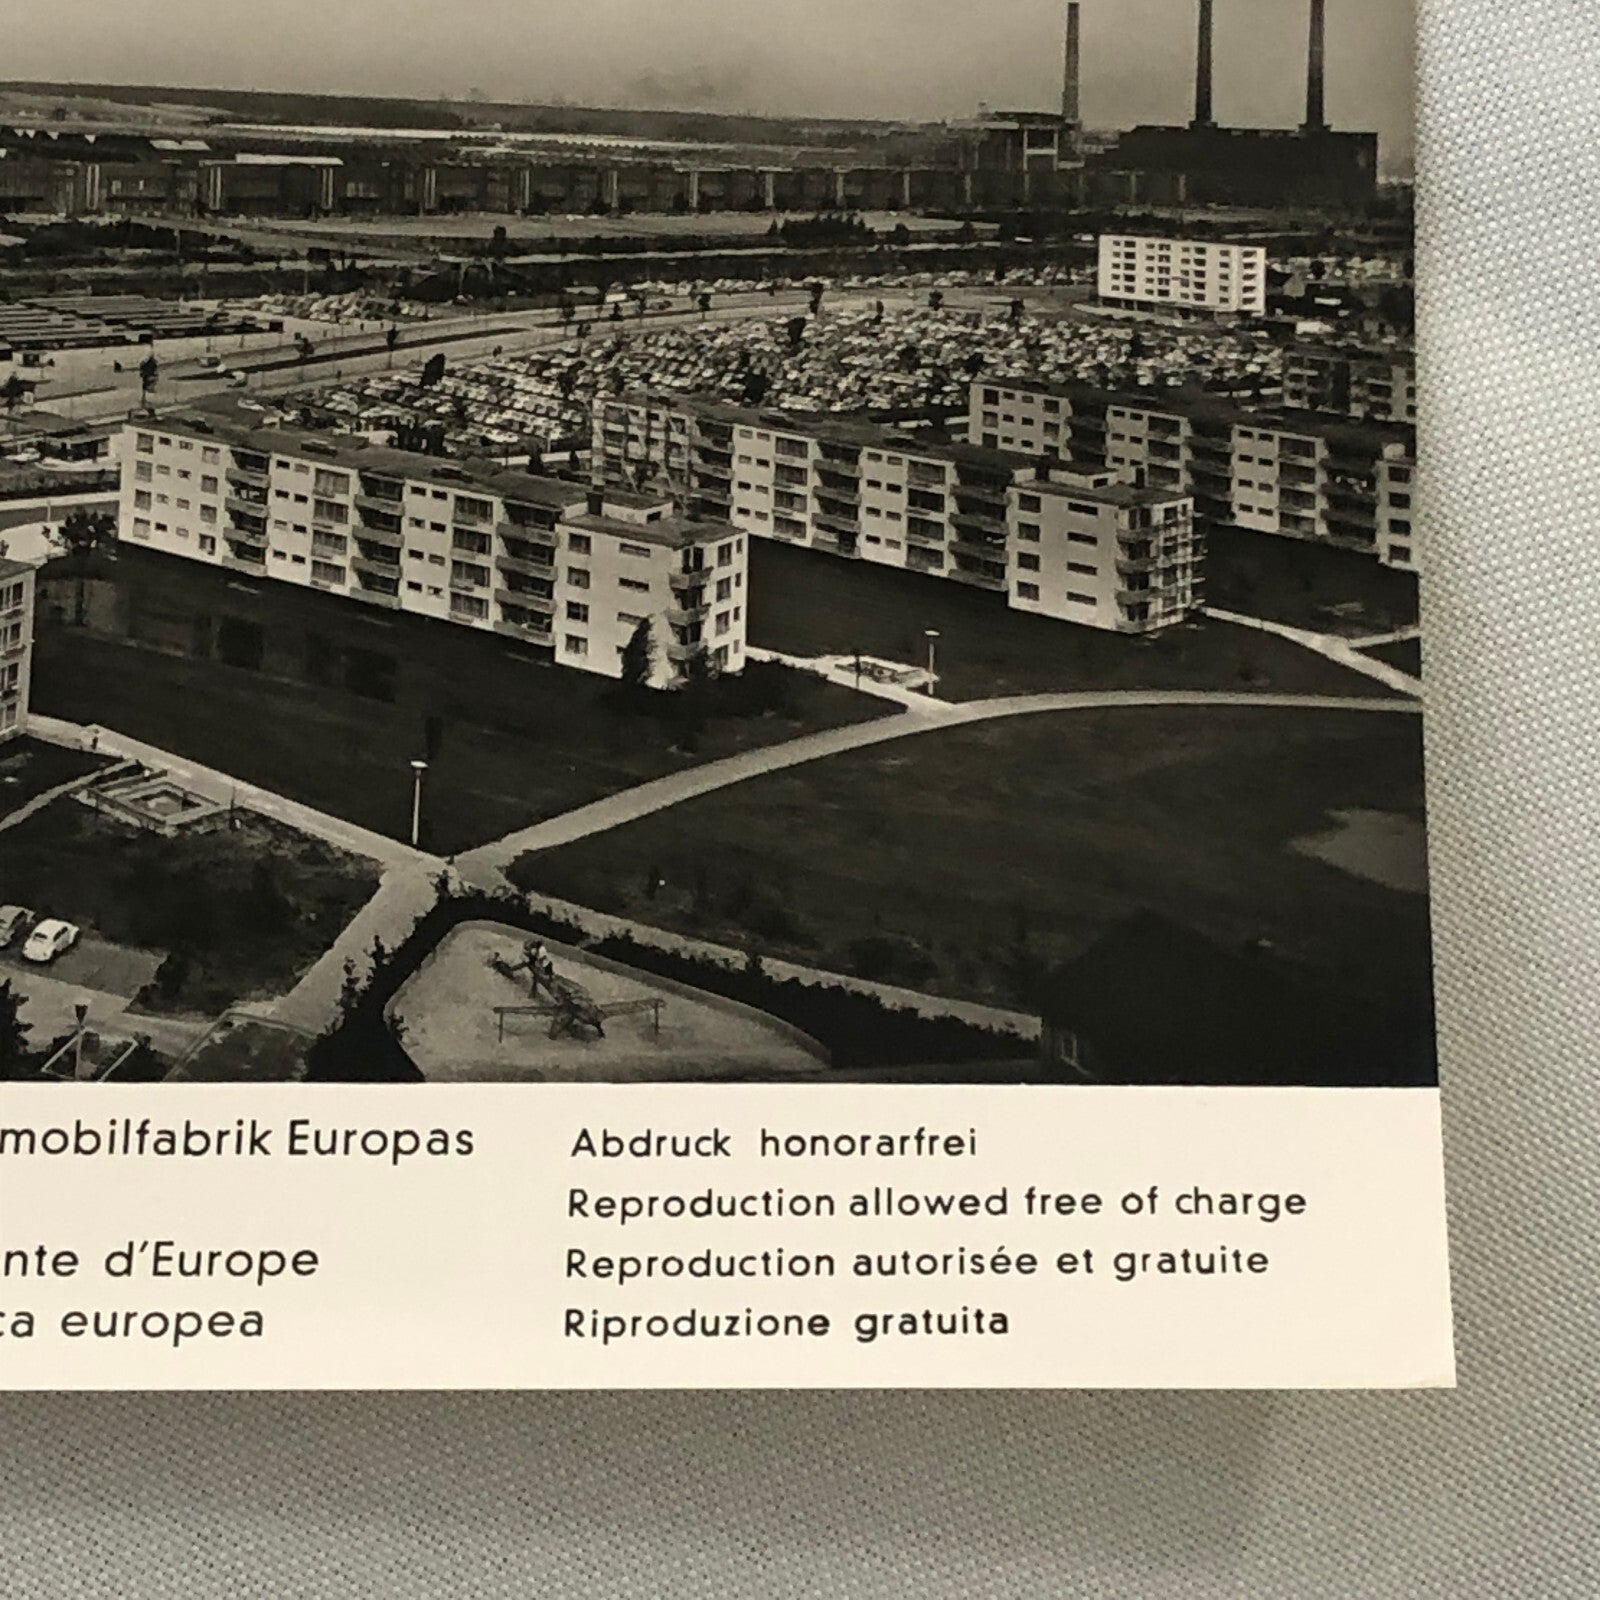 mobilfabrik Europas
nte d'Europe
ca europea
Abdruck honorarfrei
Reproduction allowed free of charge
Reproduction autorisée et gratuite
Riproduzione gratuita